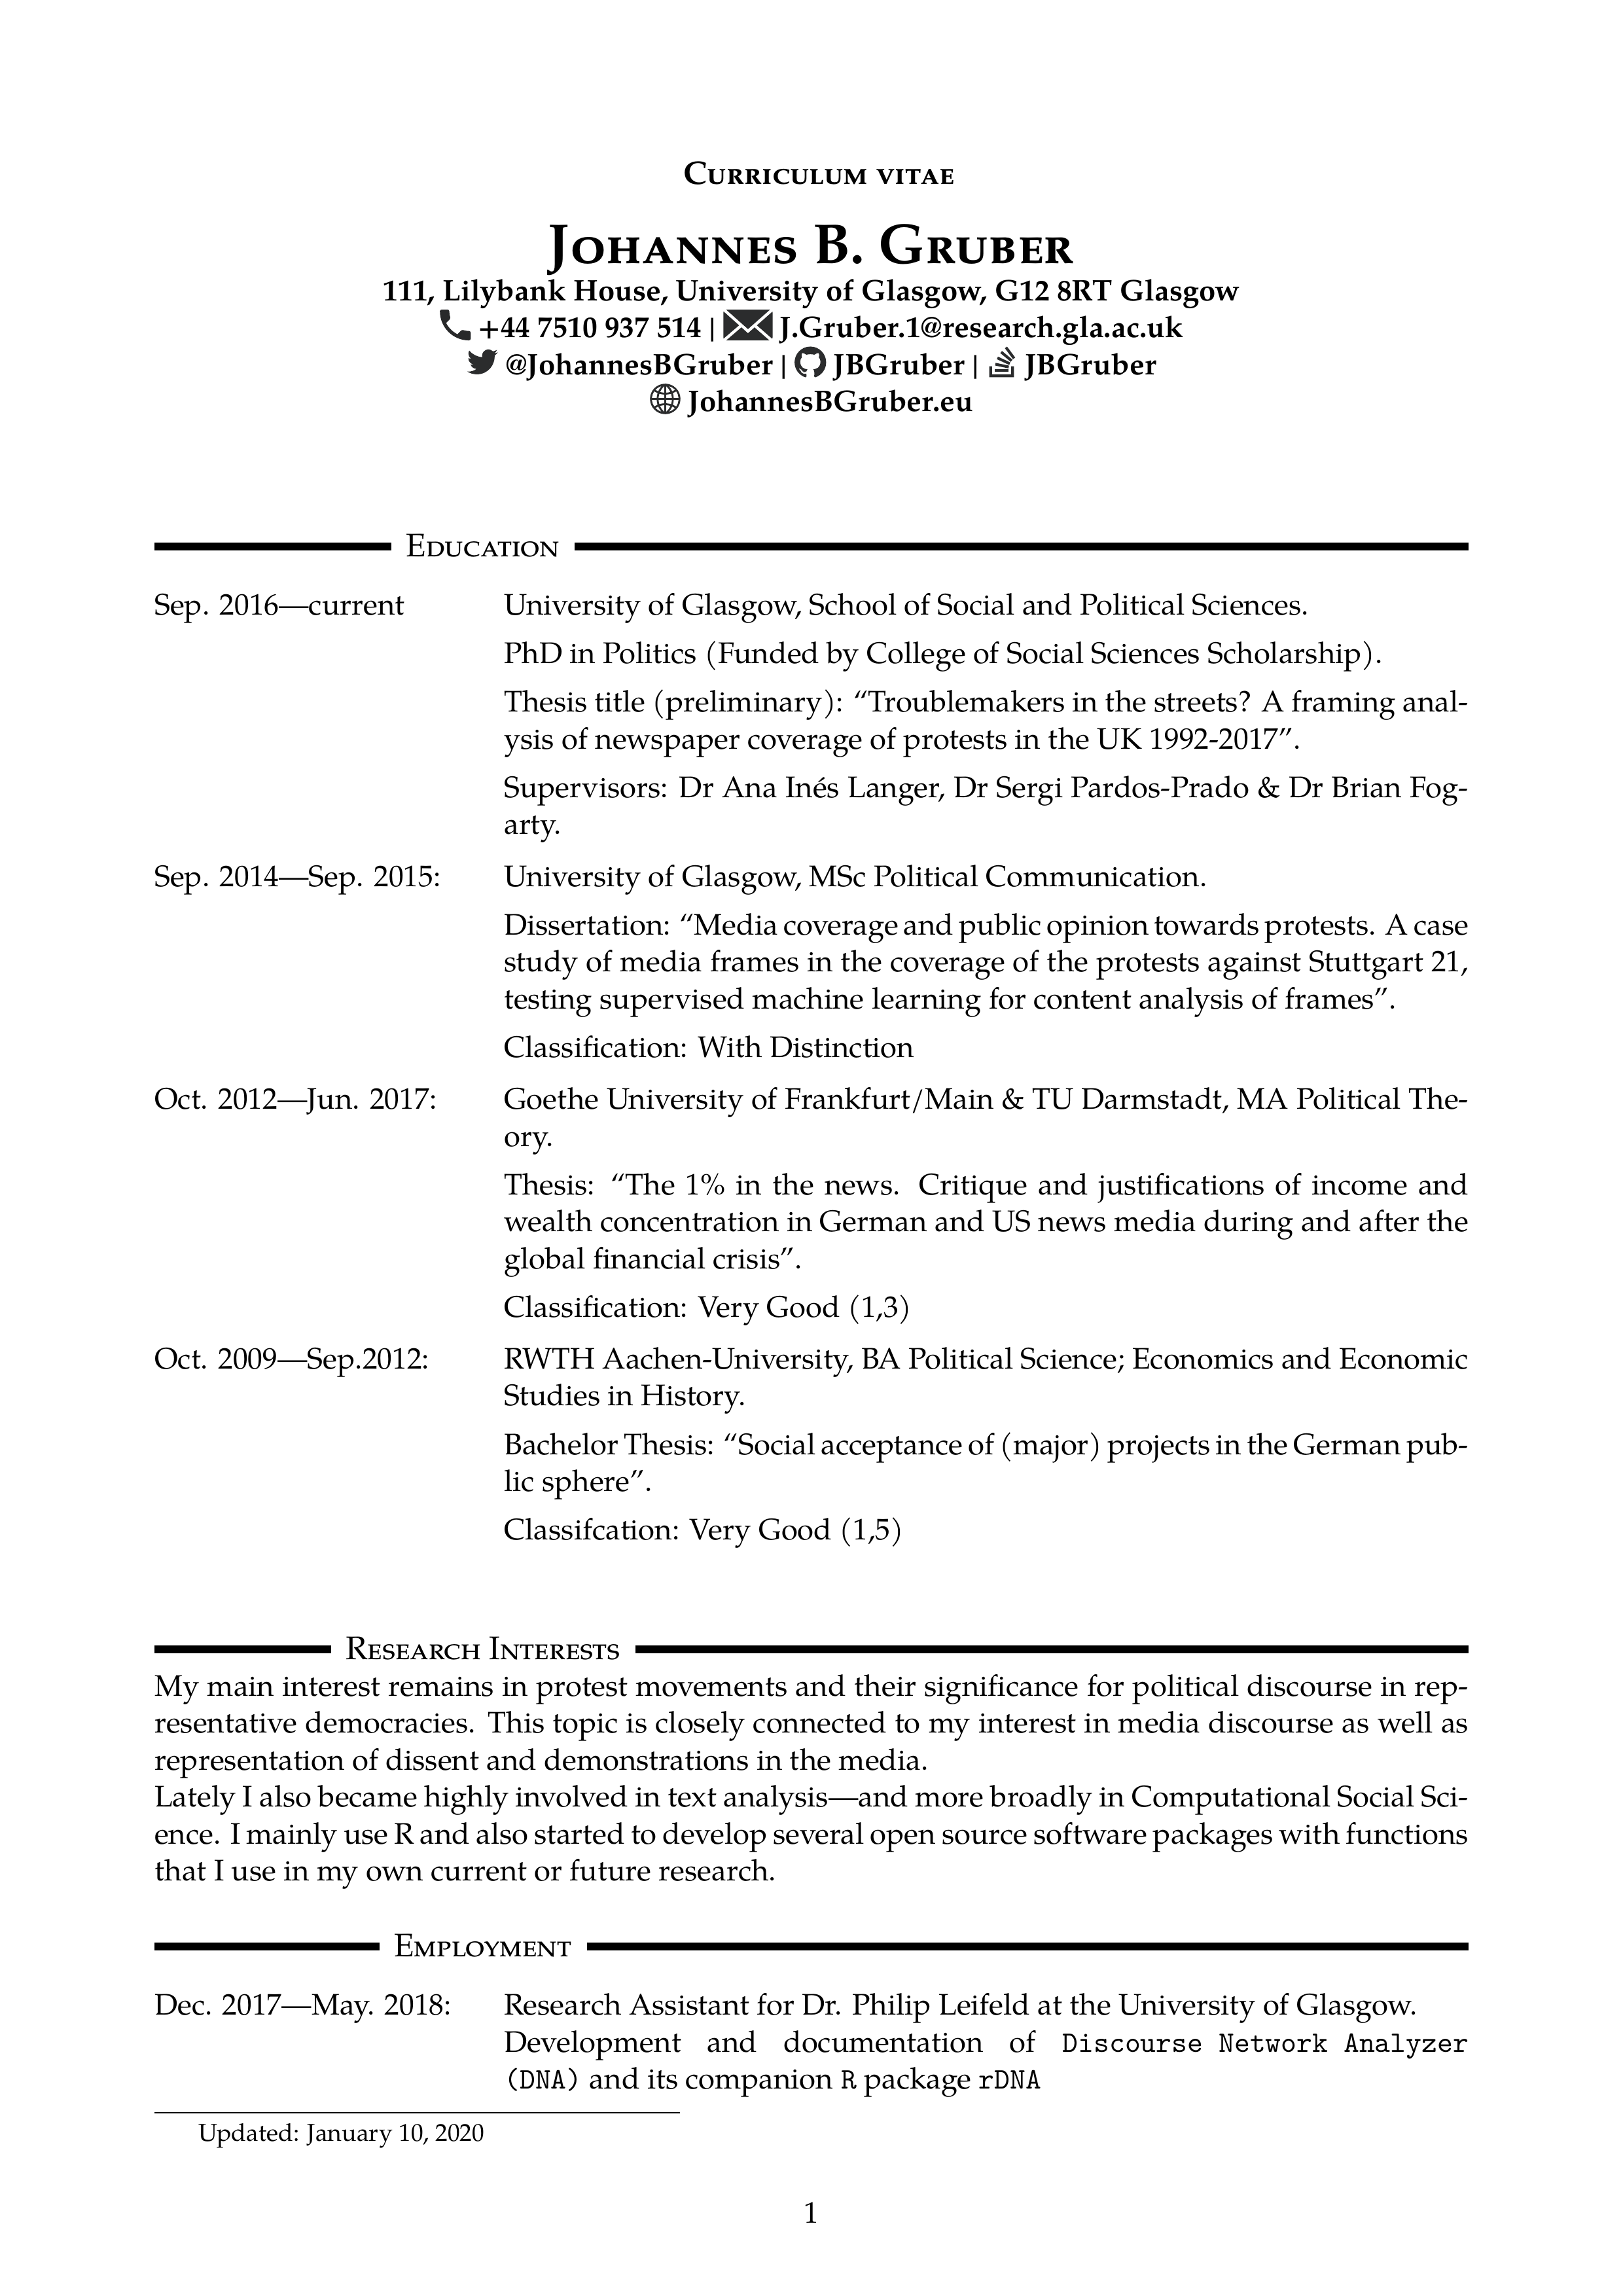 Curriculum vitae
Johannes B. Gruber
111, Lilybank House, University of Glasgow, G12 8RT Glasgow
+44 7510 937 514 | J.Gruber.1@research.gla.ac.uk
@JohannesBGruber | JBGruber | JBGruber
JohannesBGruber.eu
Education
Sep. 2016—current University of Glasgow, School of Social and Political Sciences.
PhD in Politics (Funded by College of Social Sciences Scholarship).
Thesis title (preliminary): “Troublemakers in the streets? A framing anal-
ysis of newspaper coverage of protests in the UK 1992-2017”.
Supervisors: Dr Ana Inés Langer, Dr Sergi Pardos-Prado & Dr Brian Fog-
arty.
Sep. 2014—Sep. 2015: University of Glasgow, MSc Political Communication.
Dissertation: “Media coverage and public opinion towards protests. A case
study of media frames in the coverage of the protests against Stuttgart 21,
testing supervised machine learning for content analysis of frames”.
Classification: With Distinction
Oct. 2012—Jun. 2017: Goethe University of Frankfurt/Main & TU Darmstadt, MA Political The-
ory.
Thesis: “The 1% in the news. Critique and justifications of income and
wealth concentration in German and US news media during and after the
global financial crisis”.
Classification: Very Good (1,3)
Oct. 2009—Sep.2012: RWTH Aachen-University, BA Political Science; Economics and Economic
Studies in History.
Bachelor Thesis: “Social acceptance of (major) projects in the German pub-
lic sphere”.
Classifcation: Very Good (1,5)
Research Interests
My main interest remains in protest movements and their significance for political discourse in rep-
resentative democracies. This topic is closely connected to my interest in media discourse as well as
representation of dissent and demonstrations in the media.
Lately I also became highly involved in text analysis—and more broadly in Computational Social Sci-
ence. I mainly use R and also started to develop several open source software packages with functions
that I use in my own current or future research.
Employment
Dec. 2017—May. 2018: Research Assistant for Dr. Philip Leifeld at the University of Glasgow.
Development and documentation of Discourse Network Analyzer
(DNA) and its companion R package rDNA
Updated: January 10, 2020
1